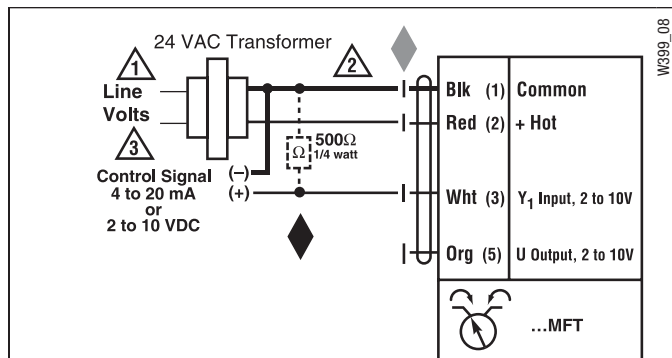 W399_08
24 VAC Transformer
1
Line
Volts
2
3
Control Signal
4 to 20 mA
or
2 to 10 VDC
(–)
(+)
Ω
500Ω
1/4 watt
Blk (1) Common
Red (2) + Hot
Wht (3) Y1 Input, 2 to 10V
Org (5) U Output, 2 to 10V
...MFT